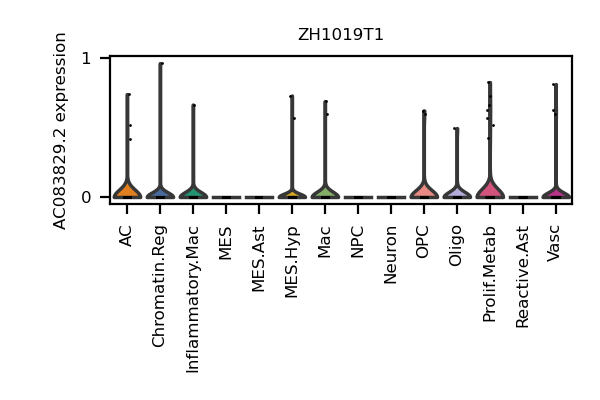 ZH1019T1
AC083829.2 expression
1
0
AC
Chromatin.Reg
Inflammatory.Mac
MES
MES.Ast
MES.Hyp
Mac
NPC
Neuron
OPC
Oligo
Prolif.Metab
Reactive.Ast
Vasc